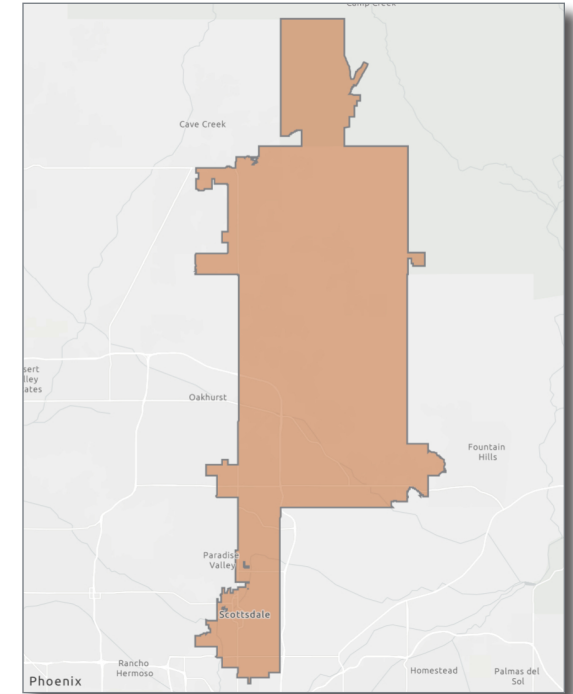 Camp Creek
Cave Creek
sert
lley
ates
Oakhurst
Fountain
Hills
Paradise
Valley
Scottsdale
Phoenix
Rancho
Hermoso
Homestead
Palmas del
Sol